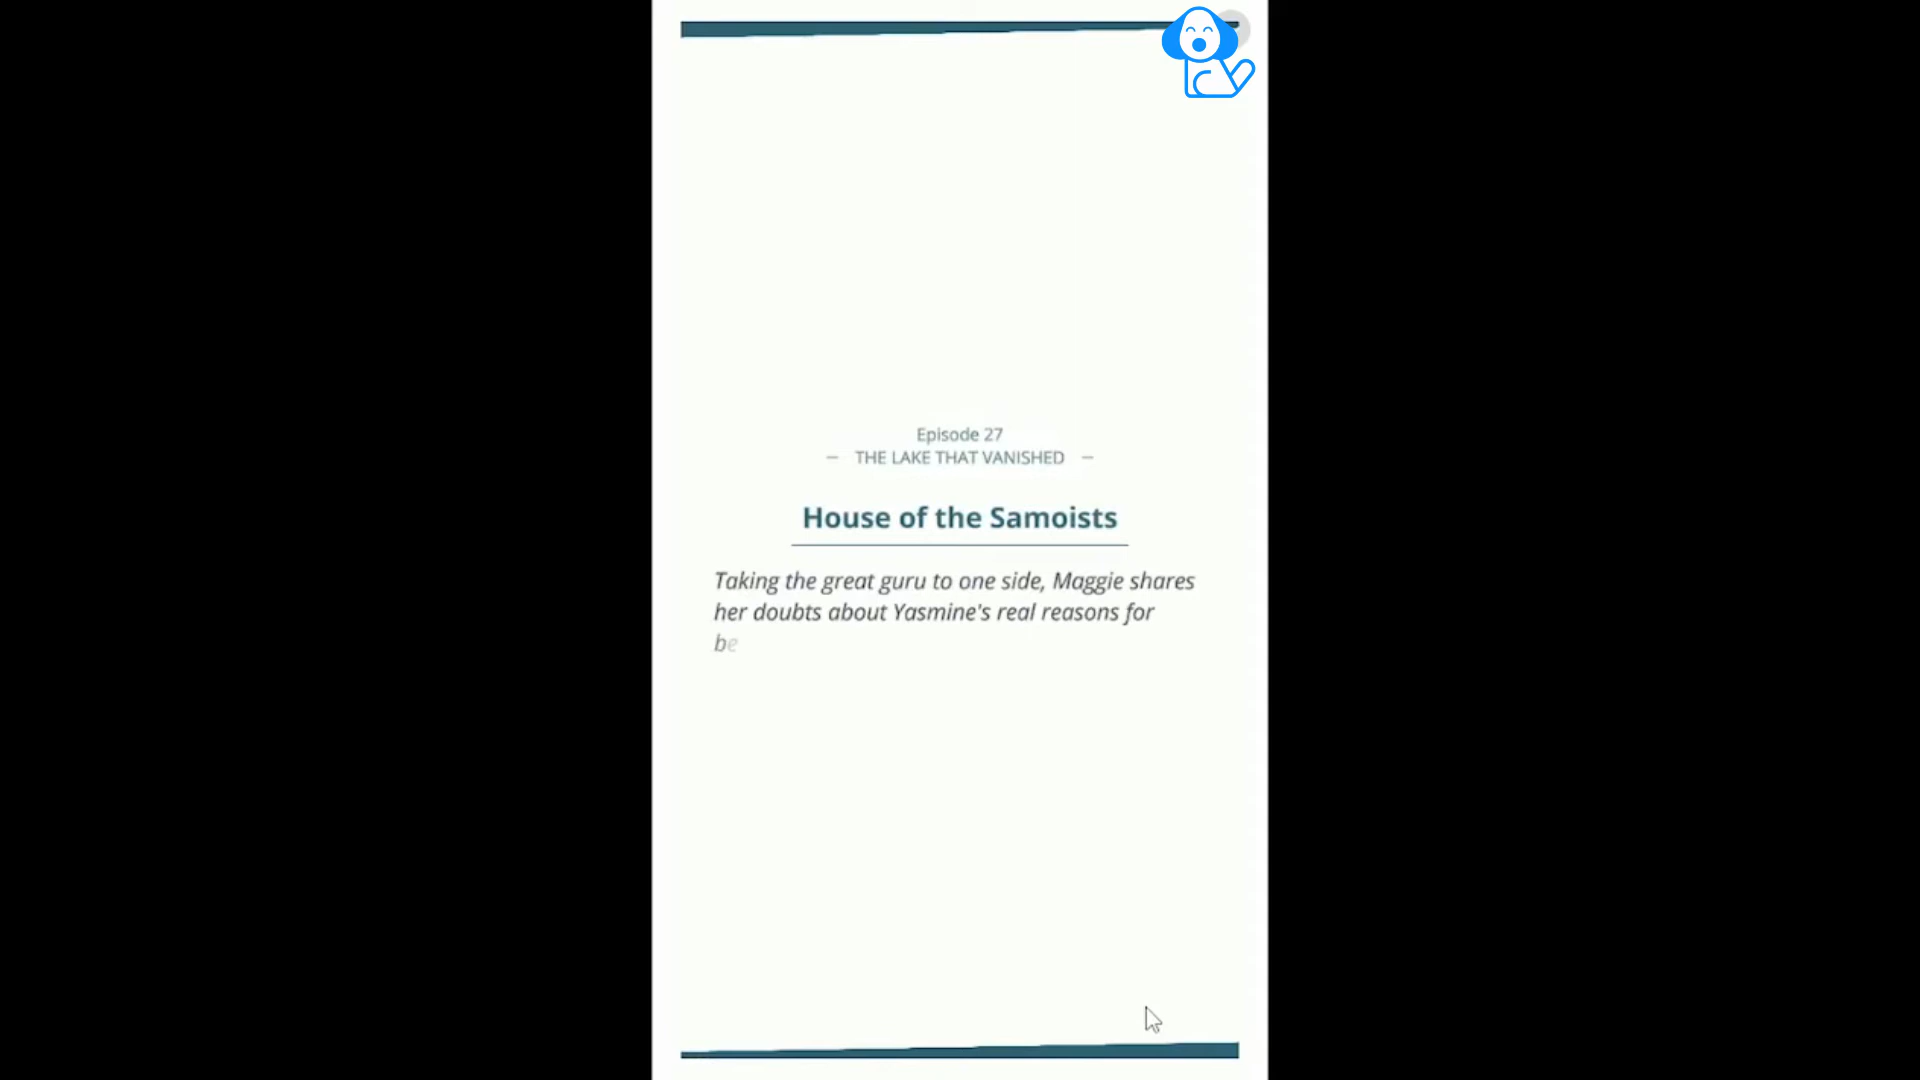 Episode 27
— THE LAKE THAT VANISHED —
House of the Samoists
Taking the great guru to one side, Maggie shares
her doubts about Yasmine's real reasons for
be